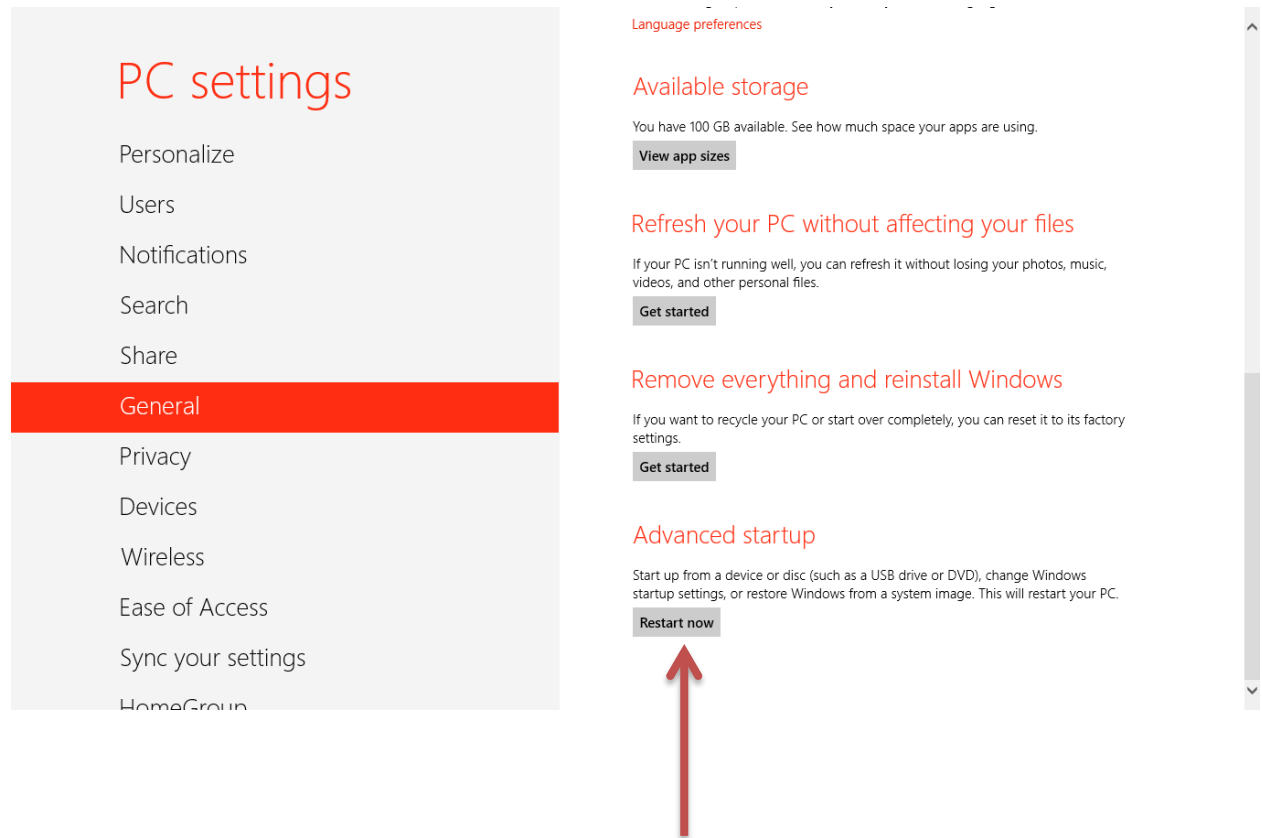 PC settings
Personalize
Users
Notifications
Search
Share
General
Privacy
Devices
Wireless
Ease of Access
Sync your settings
HomeGroup
Language preferences
Available storage
You have 100 GB available. See how much space your apps are using.
View app sizes
Refresh your PC without affecting your files
If your PC isn't running well, you can refresh it without losing your photos, music,
videos, and other personal files.
Get started
Remove everything and reinstall Windows
If you want to recycle your PC or start over completely, you can reset it to its factory
settings.
Get started
Advanced startup
Start up from a device or disc (such as a USB drive or DVD), change Windows
startup settings, or restore Windows from a system image. This will restart your PC.
Restart now